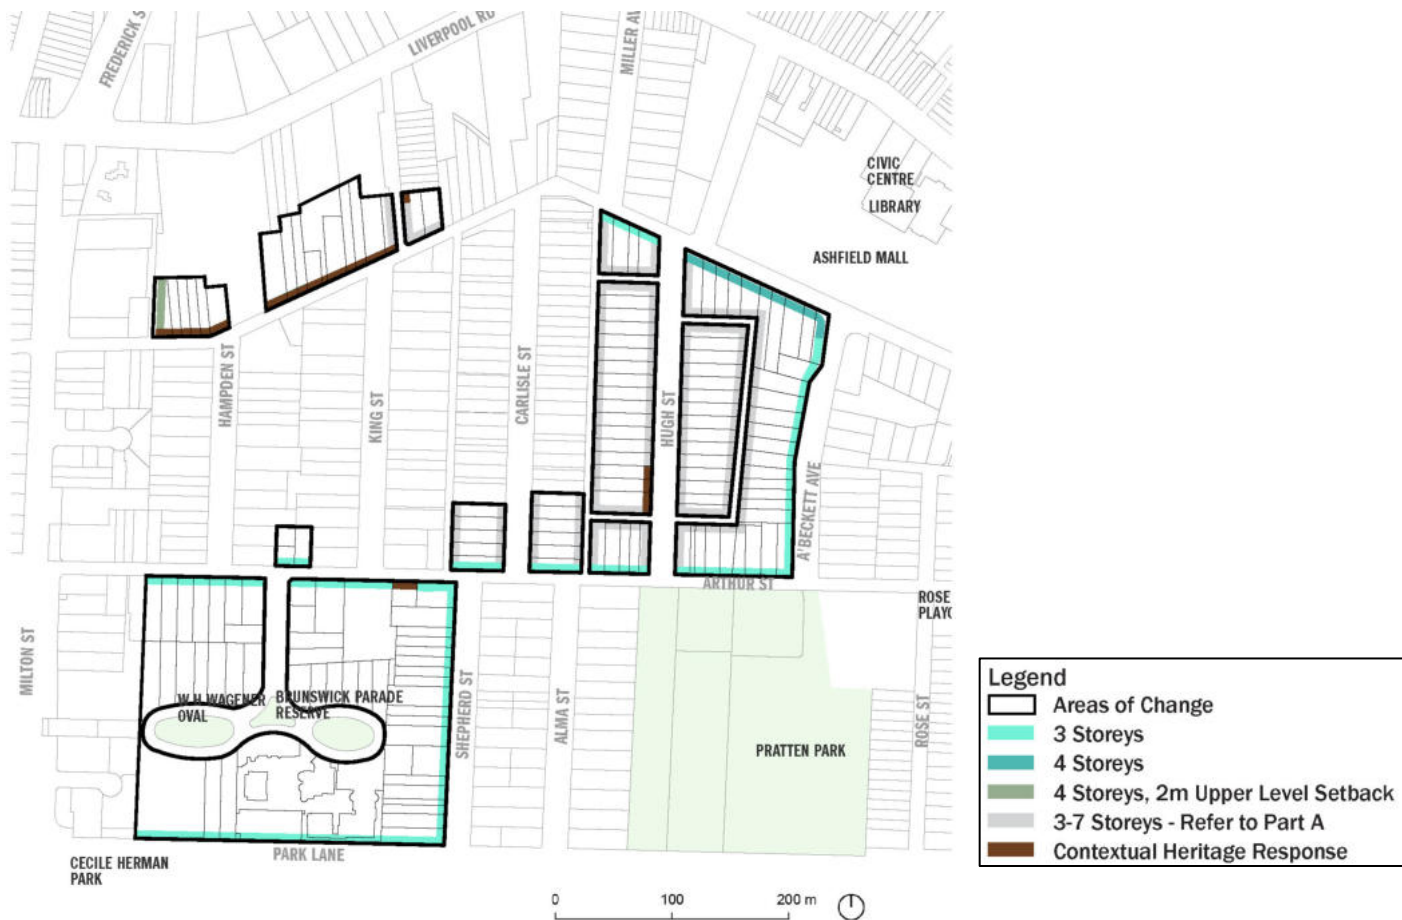 FREDERICK S
LIVERPOOL RD
MILLER AV
CIVIC
CENTRE
LIBRARY
ASHFIELD MALL
HAMPDEN ST
KING ST
CARLISLE ST
HUGH ST
A'BECKETT AVE
ARTHUR ST
ROSE
PLAYG
MILTON ST
W H WAGENER
OVAL
BRUNSWICK PARADE
RESERVE
SHEPHERD ST
ALMA ST
PRATTEN PARK
ROSE ST
PARK LANE
CECILE HERMAN
PARK
0 100 200 m
Legend
Areas of Change
3 Storeys
4 Storeys
4 Storeys, 2m Upper Level Setback
3-7 Storeys - Refer to Part A
Contextual Heritage Response